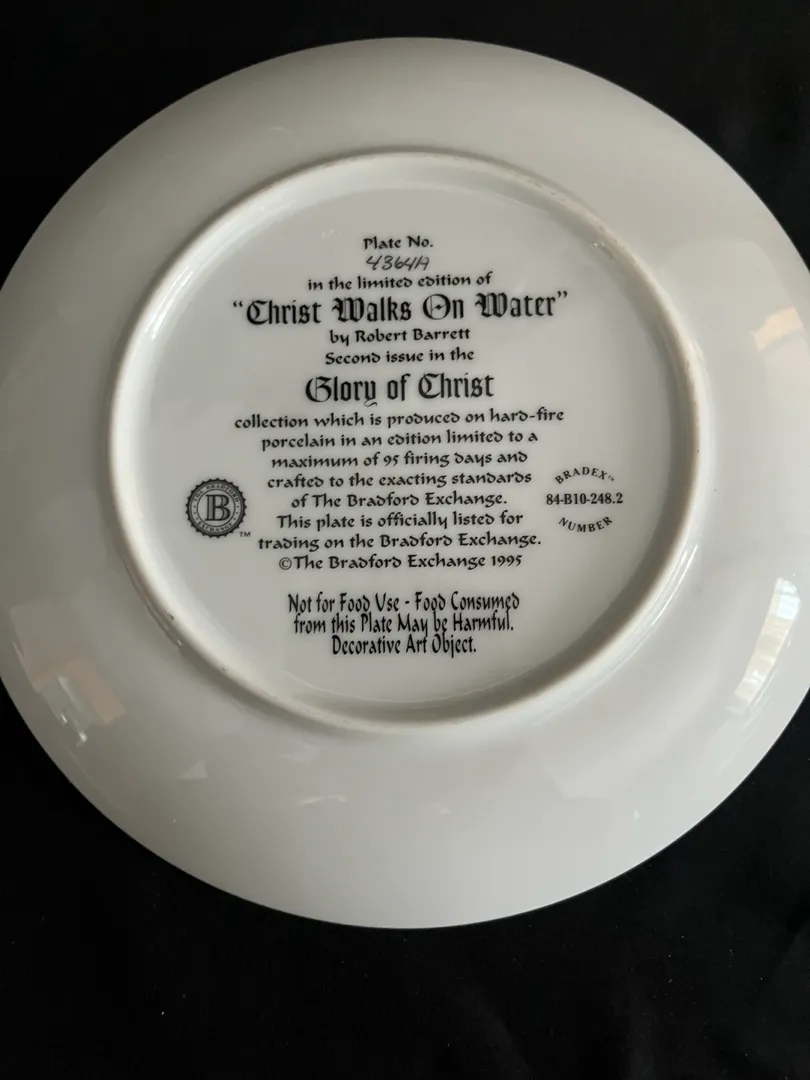 Plate No.
4364A
in the limited edition of
"Christ Walks On Water"
by Robert Barrett
Second issue in the
Glory of Christ
collection which is produced on hard-fire
porcelain in an edition limited to a
maximum of 95 firing days and
crafted to the exacting standards
of The Bradford Exchange.
This plate is officially listed for
trading on the Bradford Exchange.
©The Bradford Exchange 1995
THE BRADFORD
B
EXCHANGE
™
BRADEX™
84-B10-248.2
NUMBER
Not for Food Use - Food Consumed
from this Plate May be Harmful.
Decorative Art Object.